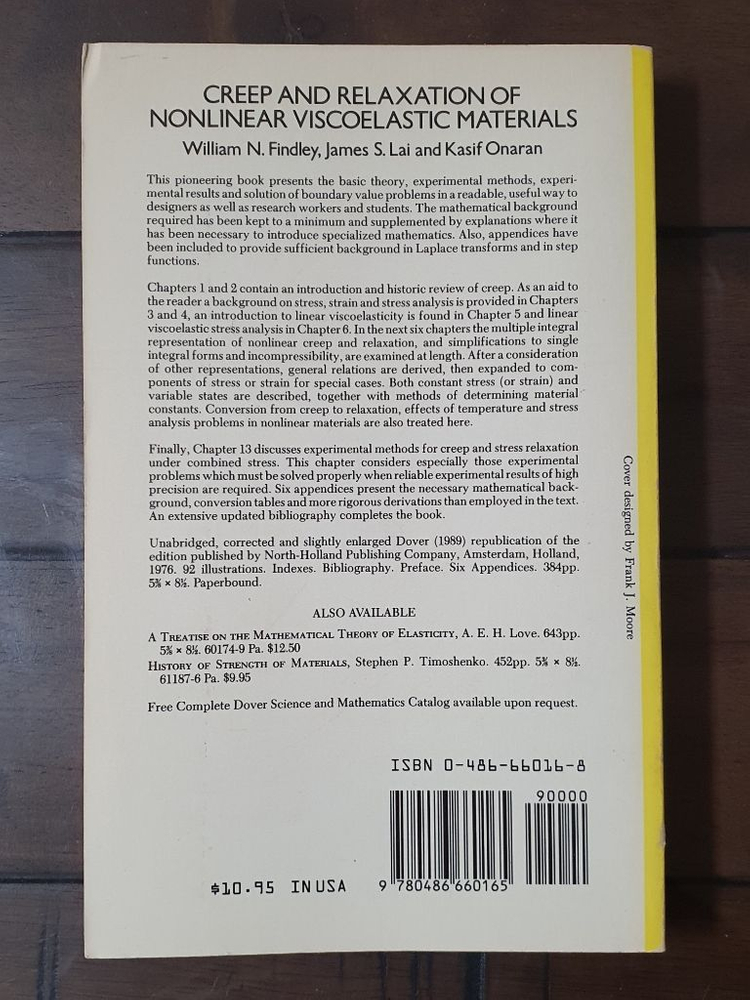 CREEP AND RELAXATION OF
NONLINEAR VISCOELASTIC MATERIALS
William N. Findley, James S. Lai and Kasif Onaran
This pioneering book presents the basic theory, experimental methods, experi-
mental results and solution of boundary value problems in a readable, useful way to
designers as well as research workers and students. The mathematical background
required has been kept to a minimum and supplemented by explanations where it
has been necessary to introduce specialized mathematics. Also, appendices have
been included to provide sufficient background in Laplace transforms and in step
functions.
Chapters 1 and 2 contain an introduction and historic review of creep. As an aid to
the reader a background on stress, strain and stress analysis is provided in Chapters
3 and 4, an introduction to linear viscoelasticity is found in Chapter 5 and linear
viscoelastic stress analysis in Chapter 6. In the next six chapters the multiple integral
representation of nonlinear creep and relaxation, and simplifications to single
integral forms and incompressibility, are examined at length. After a consideration
of other representations, general relations are derived, then expanded to com-
ponents of stress or strain for special cases. Both constant stress (or strain) and
variable states are described, together with methods of determining material
constants. Conversion from creep to relaxation, effects of temperature and stress
analysis problems in nonlinear materials are also treated here.
Finally, Chapter 13 discusses experimental methods for creep and stress relaxation
under combined stress. This chapter considers especially those experimental
problems which must be solved properly when reliable experimental results of high
precision are required. Six appendices present the necessary mathematical back-
ground, conversion tables and more rigorous derivations than employed in the text.
An extensive updated bibliography completes the book.
Unabridged, corrected and slightly enlarged Dover (1989) republication of the
edition published by North-Holland Publishing Company, Amsterdam, Holland,
1976. 92 illustrations. Indexes. Bibliography. Preface. Six Appendices. 384pp.
5⅜ × 8½. Paperbound.
ALSO AVAILABLE
A TREATISE ON THE MATHEMATICAL THEORY OF ELASTICITY, A. E. H. Love. 643pp.
5⅜ × 8½. 60174-9 Pa. $12.50
HISTORY OF STRENGTH OF MATERIALS, Stephen P. Timoshenko. 452pp. 5⅜ × 8½.
61187-6 Pa. $9.95
Free Complete Dover Science and Mathematics Catalog available upon request.
Cover designed by Frank J. Moore
ISBN 0-486-66016-8
90000
9 780486 660165
$10.95 IN USA